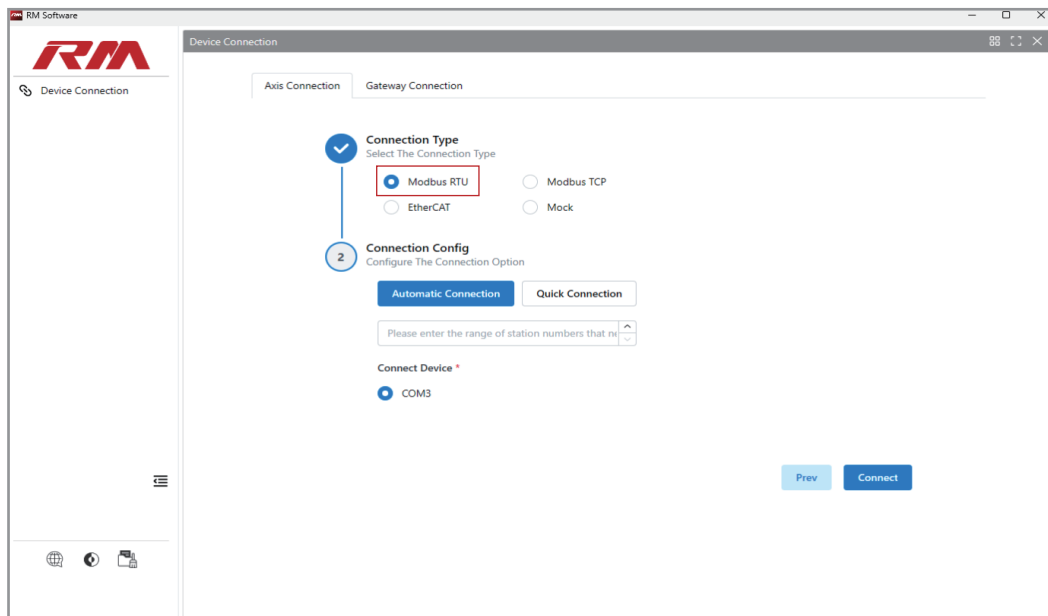 RM Software
RM
Device Connection
Device Connection
Axis Connection Gateway Connection
Connection Type
Select The Connection Type
Modbus RTU Modbus TCP
EtherCAT Mock
2
Connection Config
Configure The Connection Option
Automatic Connection Quick Connection
Please enter the range of station numbers that ne
Connect Device *
COM3
Prev Connect